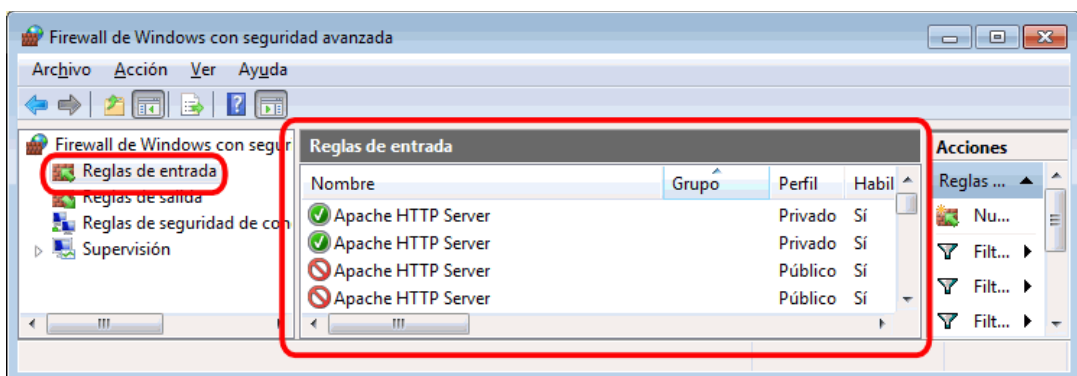 Firewall de Windows con seguridad avanzada
Archivo Acción Ver Ayuda
Firewall de Windows con segur
Reglas de entrada
Reglas de salida
Reglas de seguridad de con
Supervisión
Reglas de entrada
Nombre Grupo Perfil Habil
Apache HTTP Server Privado Sí
Apache HTTP Server Privado Sí
Apache HTTP Server Público Sí
Apache HTTP Server Público Sí
Acciones
Reglas ...
Nu...
Filt...
Filt...
Filt...